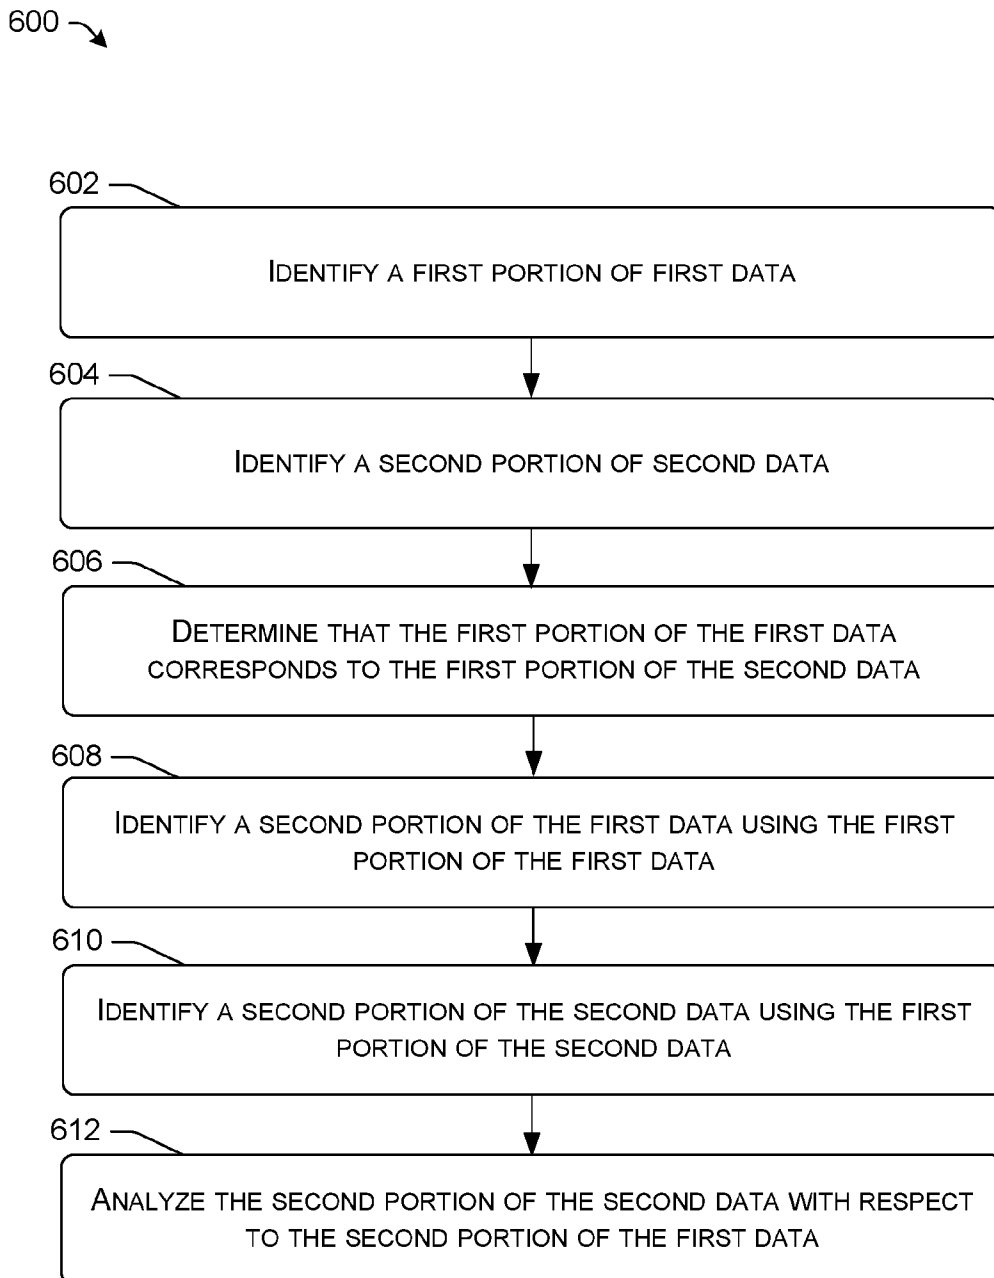 600
602
IDENTIFY A FIRST PORTION OF FIRST DATA
604
IDENTIFY A SECOND PORTION OF SECOND DATA
606
DETERMINE THAT THE FIRST PORTION OF THE FIRST DATA
CORRESPONDS TO THE FIRST PORTION OF THE SECOND DATA
608
IDENTIFY A SECOND PORTION OF THE FIRST DATA USING THE FIRST
PORTION OF THE FIRST DATA
610
IDENTIFY A SECOND PORTION OF THE SECOND DATA USING THE FIRST
PORTION OF THE SECOND DATA
612
ANALYZE THE SECOND PORTION OF THE SECOND DATA WITH RESPECT
TO THE SECOND PORTION OF THE FIRST DATA